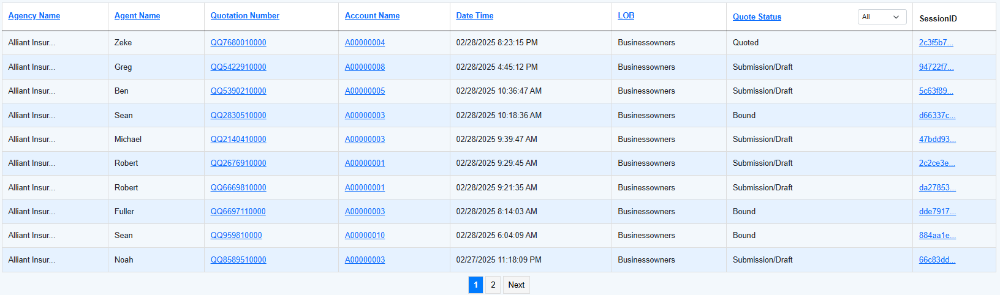 Agency Name Agent Name Quotation Number Account Name Date Time LOB Quote Status All SessionID
Alliant Insur... Zeke QQ7680010000 A00000004 02/28/2025 8:23:15 PM Businessowners Quoted 2c3f5b7...
Alliant Insur... Greg QQ5422910000 A00000008 02/28/2025 4:45:12 PM Businessowners Submission/Draft 94722f7...
Alliant Insur... Ben QQ5390210000 A00000005 02/28/2025 10:36:47 AM Businessowners Submission/Draft 5c63f89...
Alliant Insur... Sean QQ2830510000 A00000003 02/28/2025 10:18:36 AM Businessowners Bound d66337c...
Alliant Insur... Michael QQ2140410000 A00000003 02/28/2025 9:39:47 AM Businessowners Submission/Draft 47bdd93...
Alliant Insur... Robert QQ2676910000 A00000001 02/28/2025 9:29:45 AM Businessowners Submission/Draft 2c2ce3e...
Alliant Insur... Robert QQ6669810000 A00000001 02/28/2025 9:21:35 AM Businessowners Submission/Draft da27853...
Alliant Insur... Fuller QQ6697110000 A00000003 02/28/2025 8:14:03 AM Businessowners Bound dde7917...
Alliant Insur... Sean QQ959810000 A00000010 02/28/2025 6:04:09 AM Businessowners Bound 884aa1e...
Alliant Insur... Noah QQ8589510000 A00000003 02/27/2025 11:18:09 PM Businessowners Submission/Draft 66c83dd...
1 2 Next